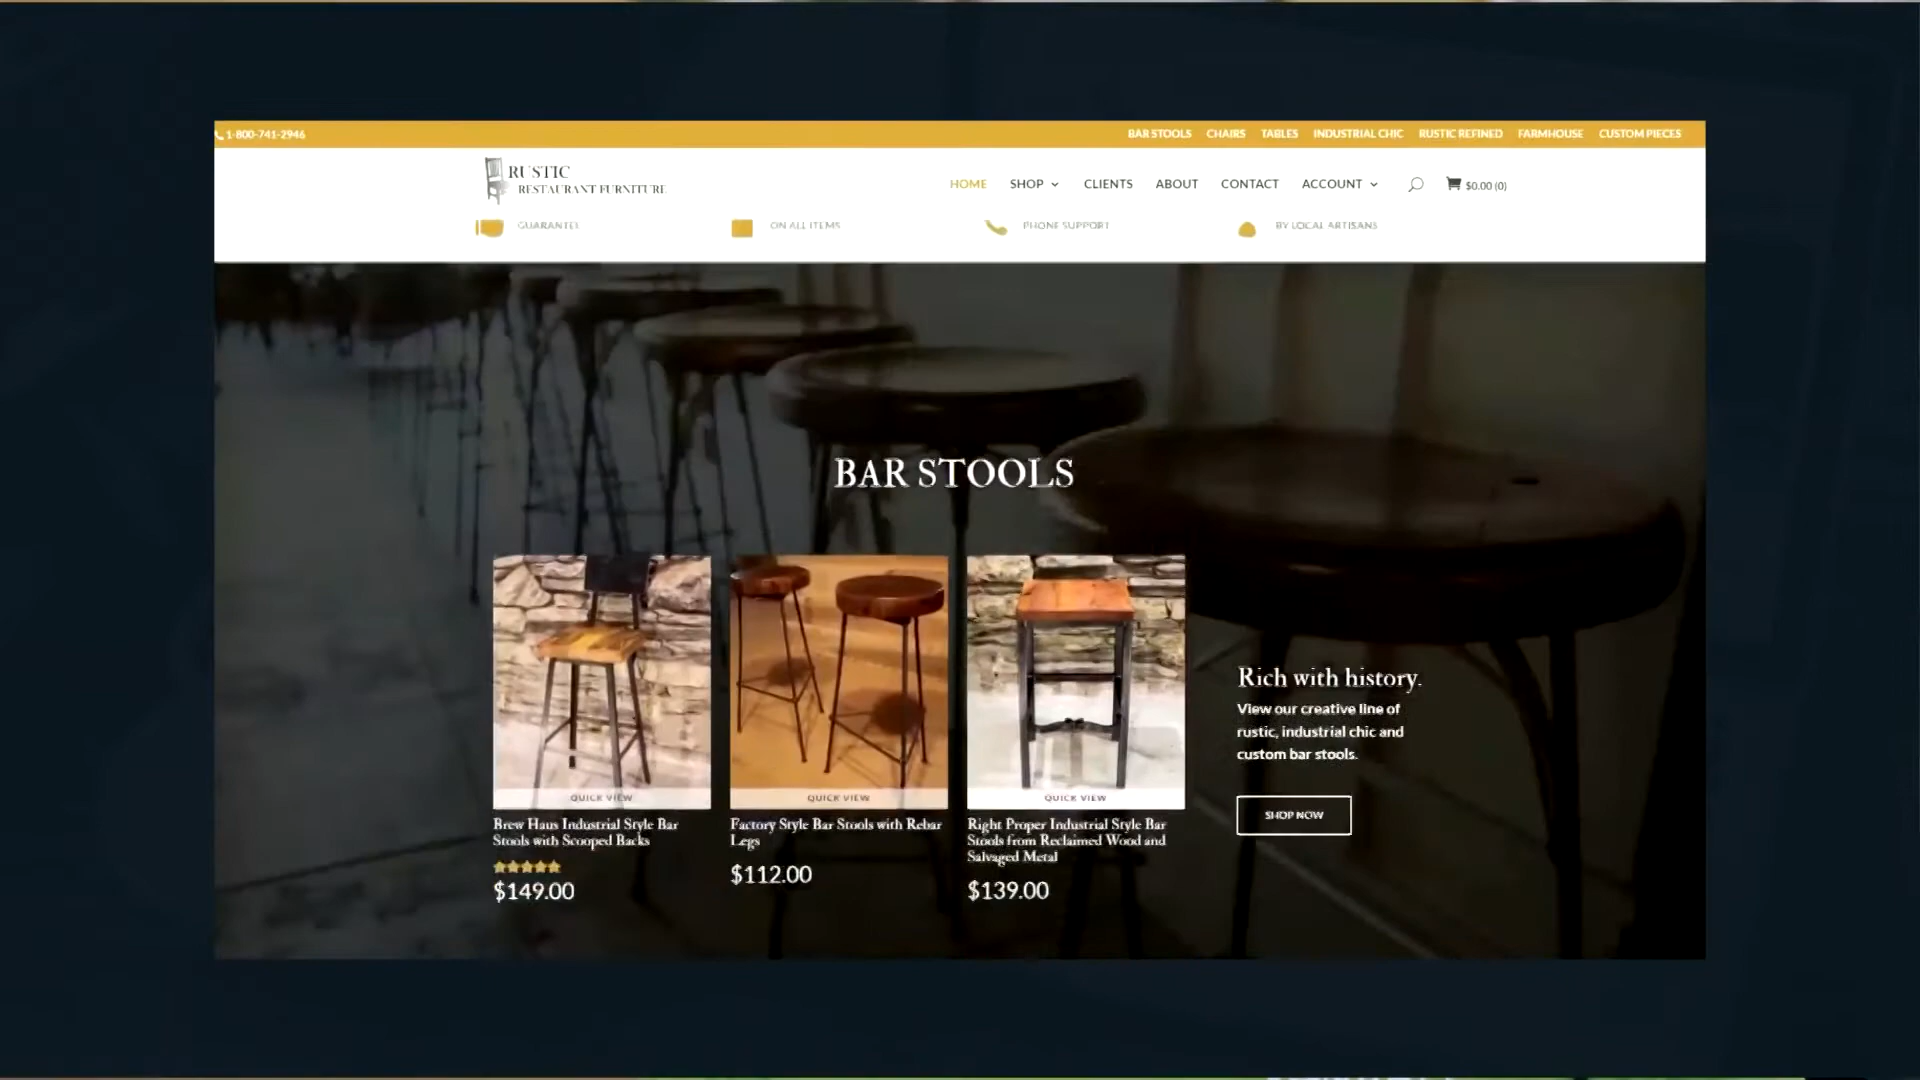 1-800-741-2946
BAR STOOLS CHAIRS TABLES INDUSTRIAL CHIC RUSTIC REFINED FARMHOUSE CUSTOM PIECES
RUSTIC
RESTAURANT FURNITURE
HOME SHOP CLIENTS ABOUT CONTACT ACCOUNT $0.00 (0)
GUARANTEE ON ALL ITEMS PHONE SUPPORT BY LOCAL ARTISANS
BAR STOOLS
QUICK VIEW
Brew Haus Industrial Style Bar
Stools with Scooped Backs
$149.00
QUICK VIEW
Factory Style Bar Stools with Rebar
Legs
$112.00
QUICK VIEW
Right Proper Industrial Style Bar
Stools from Reclaimed Wood and
Salvaged Metal
$139.00
Rich with history.
View our creative line of
rustic, industrial chic and
custom bar stools.
SHOP NOW